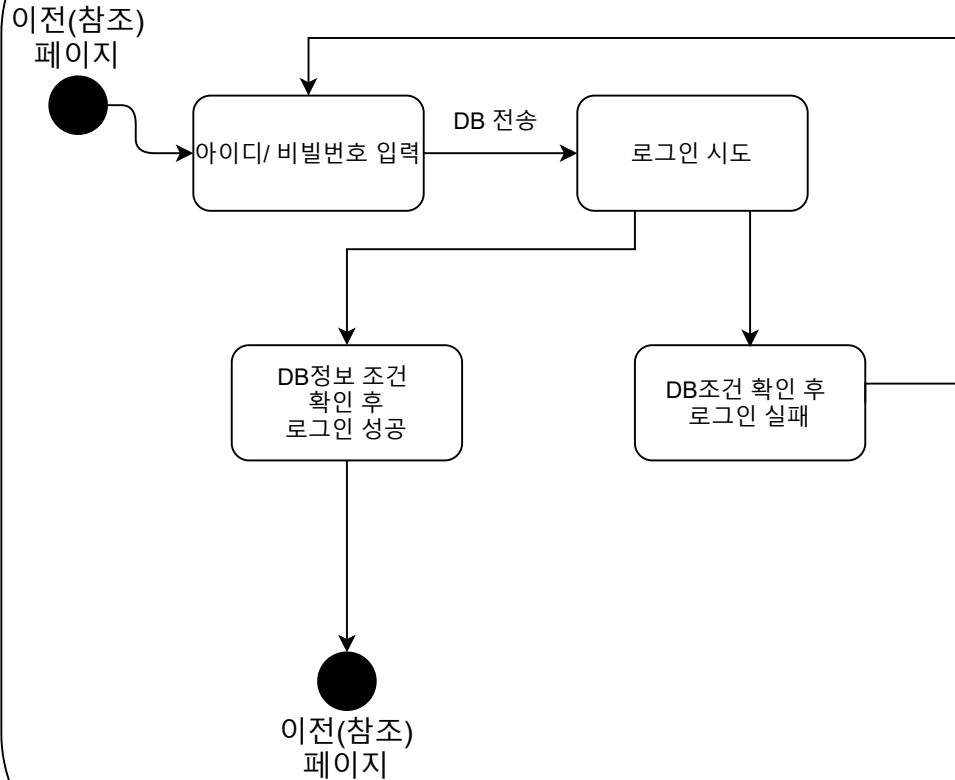 이전(참조)
페이지
아이디/ 비빌번호 입력
DB 전송
로그인 시도
DB정보 조건
확인 후
로그인 성공
DB조건 확인 후
로그인 실패
이전(참조)
페이지